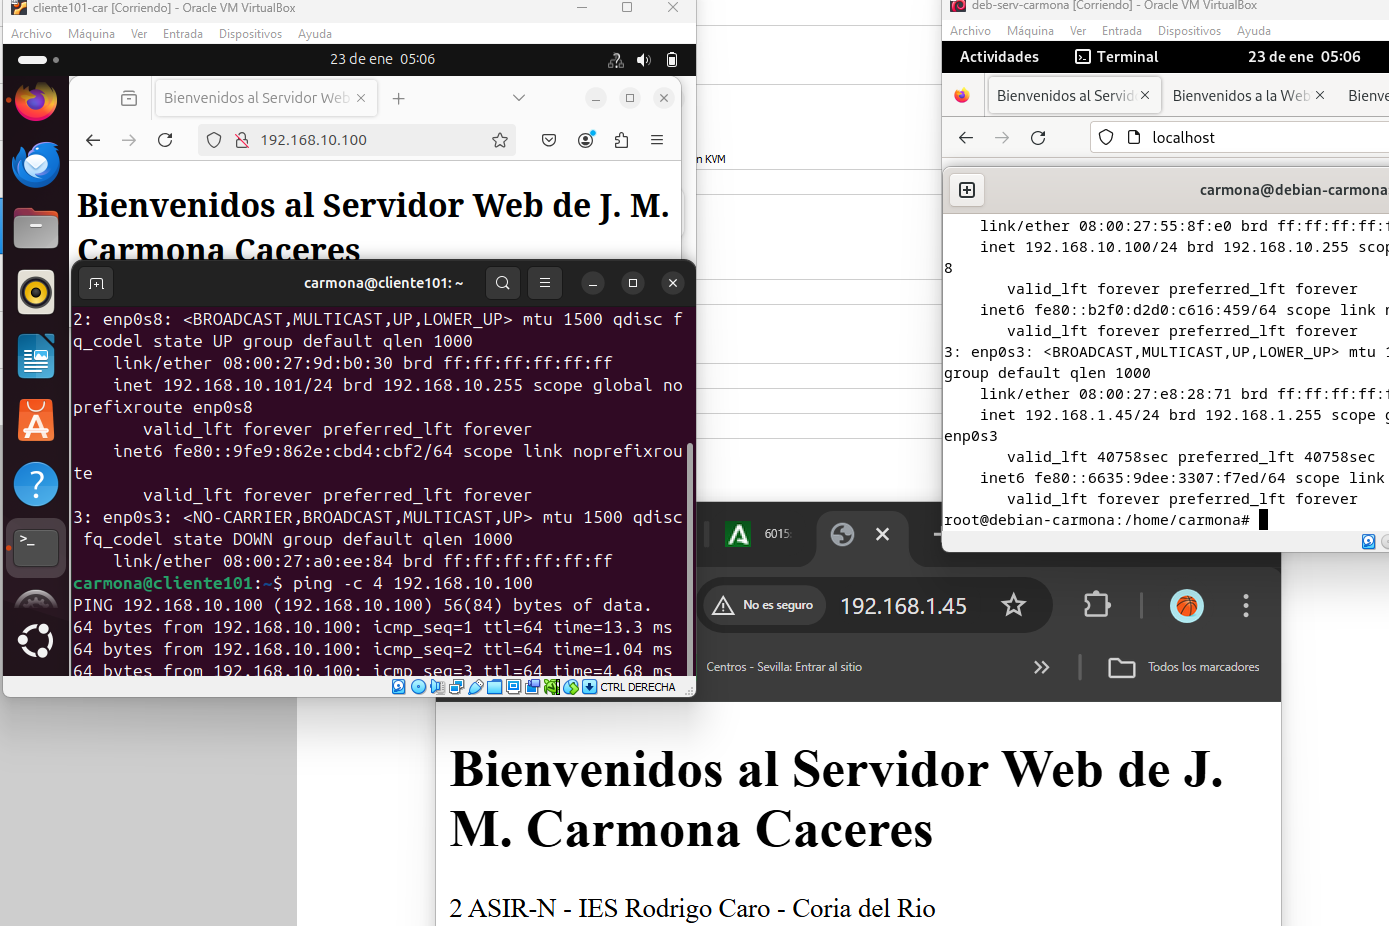 cliente101-car [Corriendo] - Oracle VM VirtualBox
Archivo Máquina Ver Entrada Dispositivos Ayuda
23 de ene 05:06
Bienvenidos al Servidor Web
192.168.10.100
Bienvenidos al Servidor Web de J. M.
Carmona Caceres
carmona@cliente101: ~
2: enp0s8: <BROADCAST,MULTICAST,UP,LOWER_UP> mtu 1500 qdisc f
q_codel state UP group default qlen 1000
link/ether 08:00:27:9d:b0:30 brd ff:ff:ff:ff:ff:ff
inet 192.168.10.101/24 brd 192.168.10.255 scope global no
prefixroute enp0s8
valid_lft forever preferred_lft forever
inet6 fe80::9fe9:862e:cbd4:cbf2/64 scope link noprefixrou
te
valid_lft forever preferred_lft forever
3: enp0s3: <NO-CARRIER,BROADCAST,MULTICAST,UP> mtu 1500 qdisc
fq_codel state DOWN group default qlen 1000
link/ether 08:00:27:a0:ee:84 brd ff:ff:ff:ff:ff:ff
carmona@cliente101:~$ ping -c 4 192.168.10.100
PING 192.168.10.100 (192.168.10.100) 56(84) bytes of data.
64 bytes from 192.168.10.100: icmp_seq=1 ttl=64 time=13.3 ms
64 bytes from 192.168.10.100: icmp_seq=2 ttl=64 time=1.04 ms
64 bytes from 192.168.10.100: icmp_seq=3 ttl=64 time=4.68 ms
CTRL DERECHA
n KVM
deb-serv-carmona [Corriendo] - Oracle VM VirtualBox
Archivo Máquina Ver Entrada Dispositivos Ayuda
Actividades Terminal 23 de ene 05:06
Bienvenidos al Servid Bienvenidos a la Web Bienve
localhost
carmona@debian-carmona
link/ether 08:00:27:55:8f:e0 brd ff:ff:ff:ff:f
inet 192.168.10.100/24 brd 192.168.10.255 scop
8
valid_lft forever preferred_lft forever
inet6 fe80::b2f0:d2d0:c616:459/64 scope link n
valid_lft forever preferred_lft forever
3: enp0s3: <BROADCAST,MULTICAST,UP,LOWER_UP> mtu 1
group default qlen 1000
link/ether 08:00:27:e8:28:71 brd ff:ff:ff:ff:f
inet 192.168.1.45/24 brd 192.168.1.255 scope g
enp0s3
valid_lft 40758sec preferred_lft 40758sec
inet6 fe80::6635:9dee:3307:f7ed/64 scope link
valid_lft forever preferred_lft forever
root@debian-carmona:/home/carmona#
6015
No es seguro 192.168.1.45
Centros - Sevilla: Entrar al sitio Todos los marcadores
Bienvenidos al Servidor Web de J.
M. Carmona Caceres
2 ASIR-N - IES Rodrigo Caro - Coria del Rio